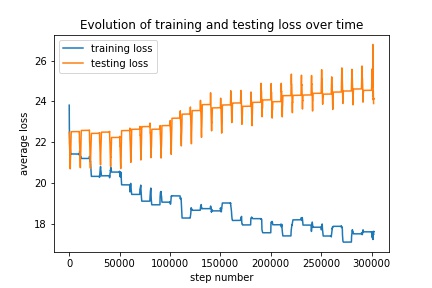 Evolution of training and testing loss over time
training loss
testing loss
average loss
26
24
22
20
18
0 50000 100000 150000 200000 250000 300000
step number